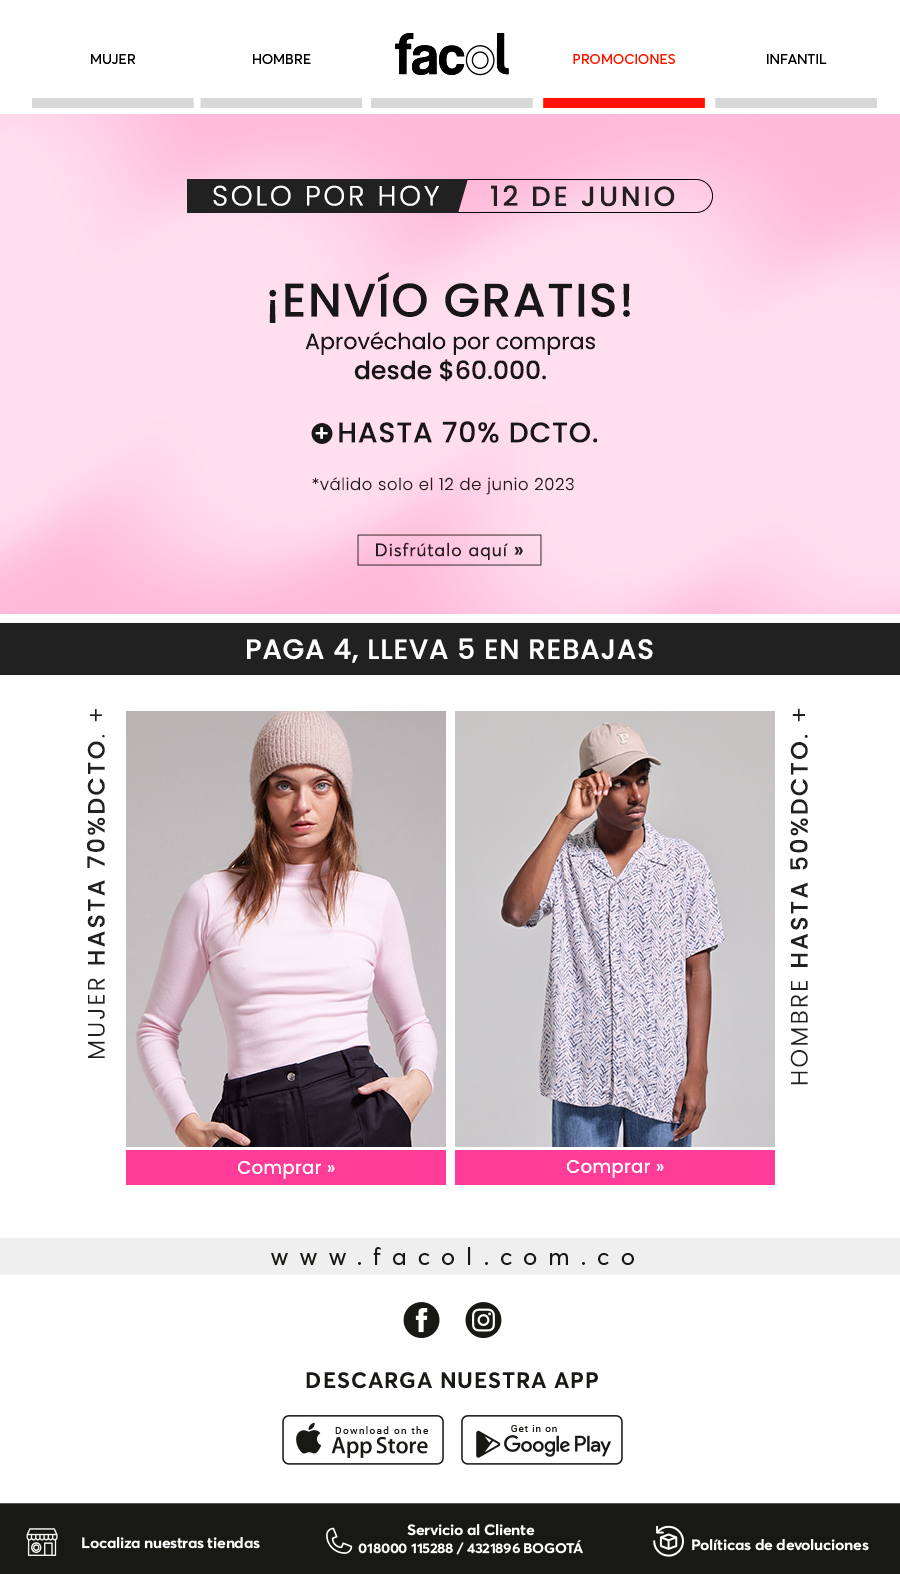 MUJER
HOMBRE
facol
PROMOCIONES
INFANTIL
SOLO POR HOY 12 DE JUNIO
¡ENVÍO GRATIS!
Aprovéchalo por compras
desde $60.000.
+ HASTA 70% DCTO.
*válido solo el 12 de junio 2023
Disfrútalo aquí »
PAGA 4, LLEVA 5 EN REBAJAS
MUJER HASTA 70%DCTO. +
F
HOMBRE HASTA 50%DCTO. +
Comprar »
Comprar »
www.facol.com.co
DESCARGA NUESTRA APP
Download on the
App Store
Get in on
Google Play
Localiza nuestras tiendas
Servicio al Cliente
018000 115288 / 4321896 BOGOTÁ
Políticas de devoluciones